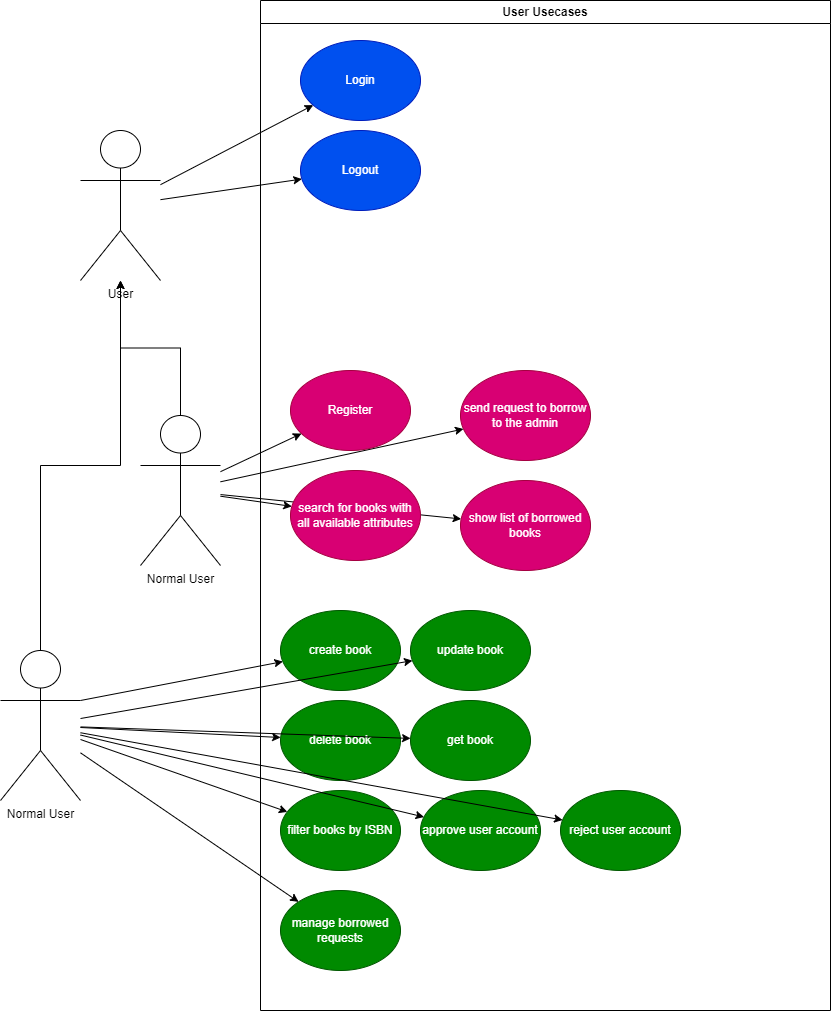 User Usecases
Login
Logout
User
Register
send request to borrow
to the admin
search for books with
all available attributes
show list of borrowed
books
Normal User
create book
update book
delete book
get book
Normal User
filter books by ISBN
approve user account
reject user account
manage borrowed
requests